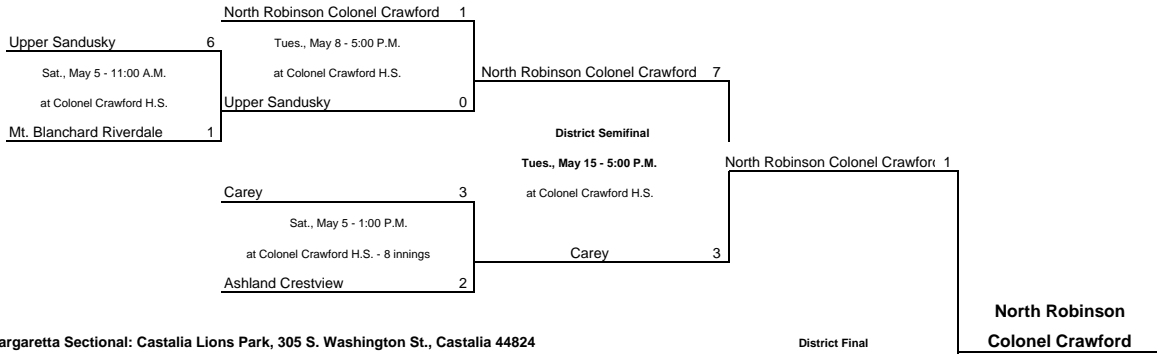 North Robinson Colonel Crawford 1
Upper Sandusky 6
Tues., May 8 - 5:00 P.M.
Sat., May 5 - 11:00 A.M.
at Colonel Crawford H.S.
North Robinson Colonel Crawford 7
at Colonel Crawford H.S.
Upper Sandusky 0
Mt. Blanchard Riverdale 1
District Semifinal
Tues., May 15 - 5:00 P.M.
North Robinson Colonel Crawford 1
Carey 3
at Colonel Crawford H.S.
Sat., May 5 - 1:00 P.M.
at Colonel Crawford H.S. - 8 innings
Carey 3
Ashland Crestview 2
North Robinson
argaretta Sectional: Castalia Lions Park, 305 S. Washington St., Castalia 44824
District Final
Colonel Crawford